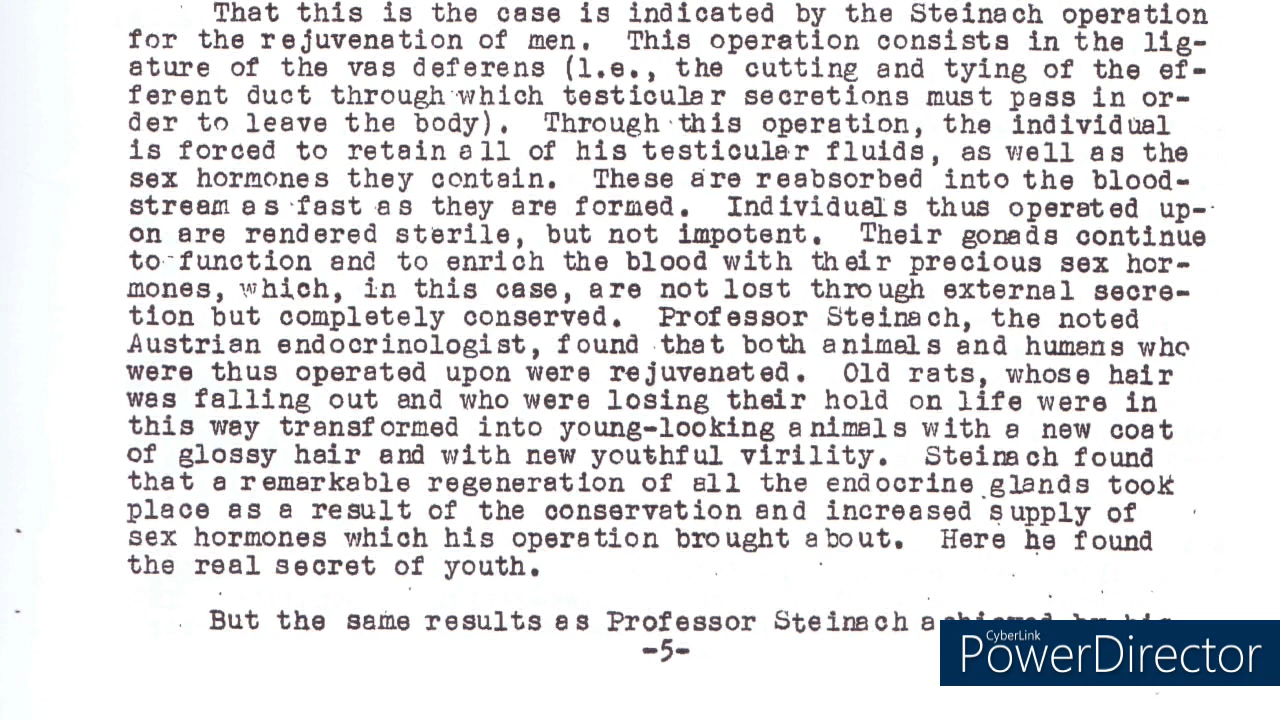 That this is the case is indicated by the Steinach operation
for the rejuvenation of men. This operation consists in the lig-
ature of the vas deferens (i.e., the cutting and tying of the ef-
ferent duct through which testicular secretions must pass in or-
der to leave the body). Through this operation, the individual
is forced to retain all of his testicular fluids, as well as the
sex hormones they contain. These are reabsorbed into the blood-
stream as fast as they are formed. Individuals thus operated up-
on are rendered sterile, but not impotent. Their gonads continue
to function and to enrich the blood with their precious sex hor-
mones, which, in this case, are not lost through external secre-
tion but completely conserved. Professor Steinach, the noted
Austrian endocrinologist, found that both animals and humans who
were thus operated upon were rejuvenated. Old rats, whose hair
was falling out and who were losing their hold on life were in
this way transformed into young-looking animals with a new coat
of glossy hair and with new youthful virility. Steinach found
that a remarkable regeneration of all the endocrine glands took
place as a result of the conservation and increased supply of
sex hormones which his operation brought about. Here he found
the real secret of youth.
But the same results as Professor Steinach
-5-
CyberLink
PowerDirector